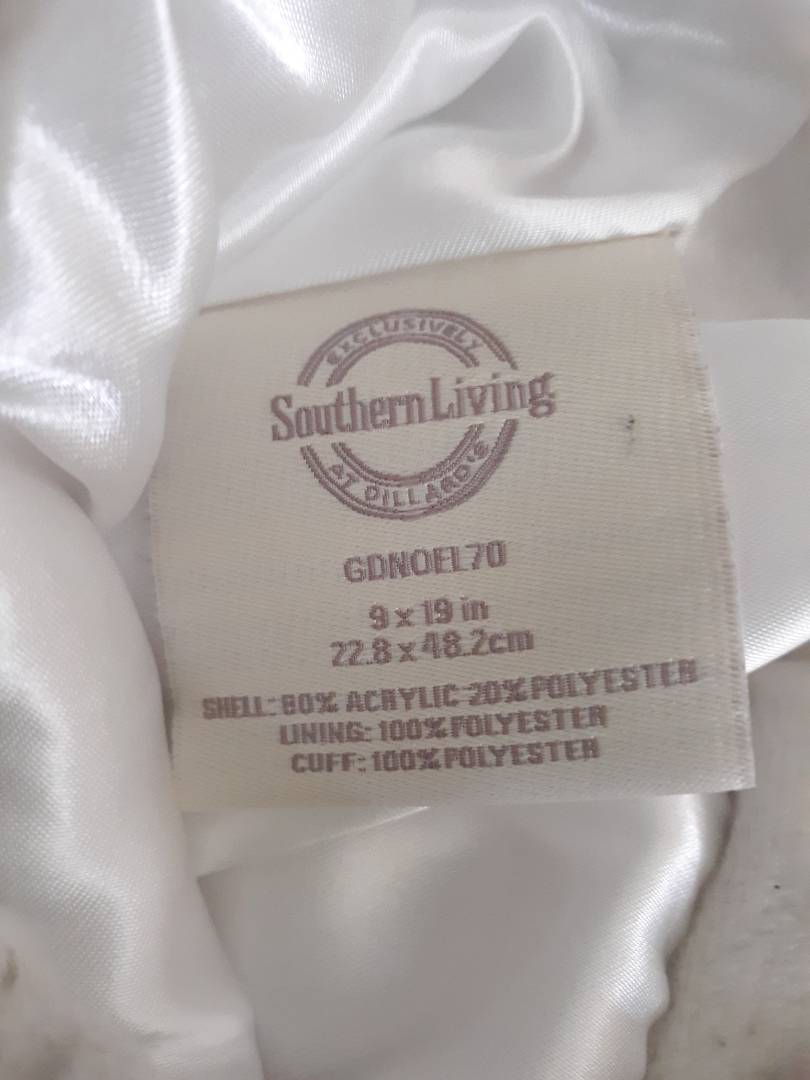 EXCLUSIVELY
Southern Living
AT DILLARD'S
GDNOEL70
9 x 19 in
22.8 x 48.2cm
SHELL: 80% ACRYLIC 20% POLYESTER
LINING: 100% POLYESTER
CUFF: 100% POLYESTER